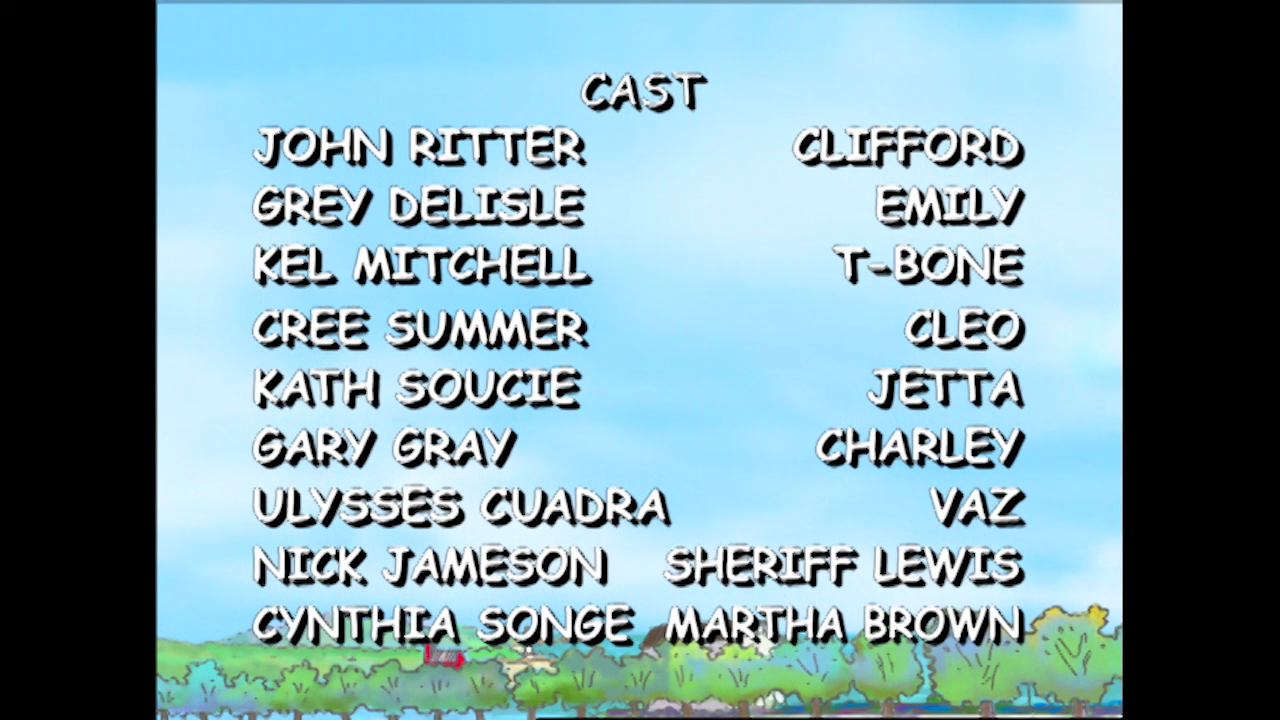 CAST
JOHN RITTER CLIFFORD
GREY DELISLE EMILY
KEL MITCHELL T-BONE
CREE SUMMER CLEO
KATH SOUCIE JETTA
GARY GRAY CHARLEY
ULYSSES CUADRA VAZ
NICK JAMESON SHERIFF LEWIS
CYNTHIA SONGE MARTHA BROWN